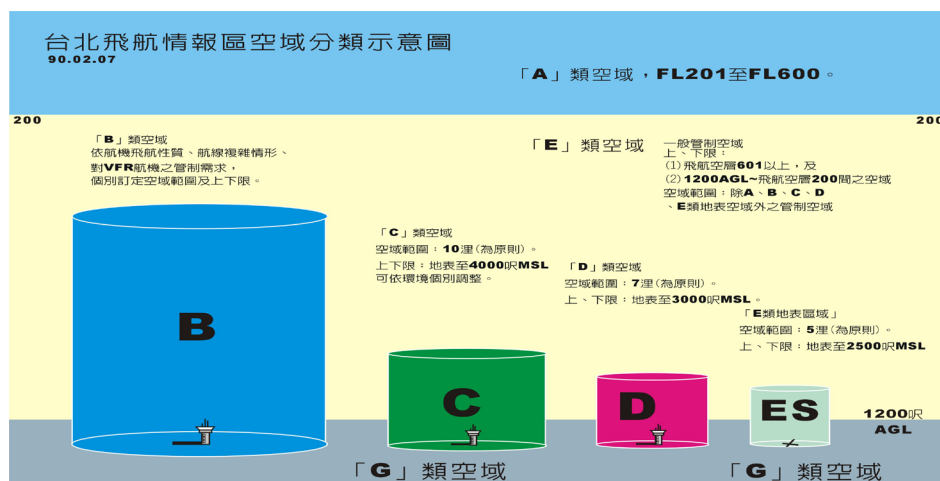 台北飛航情報區空域分類示意圖
90.02.07
「A」類空域，FL201至FL600。
200
200
「B」類空域
依航機飛航性質、航線複雜情形、
對VFR航機之管制需求，
個別訂定空域範圍及上下限。
「E」類空域
一般管制空域
上、下限：
(1)飛航空層601以上，及
(2)1200AGL~飛航空層200間之空域
空域範圍：除A、B、C、D
、E類地表空域外之管制空域
「C」類空域
空域範圍：10浬(為原則)。
上下限：地表至4000呎MSL
可依環境個別調整。
「D」類空域
空域範圍：7浬(為原則)。
上、下限：地表至3000呎MSL。
「E類地表區域」
空域範圍：5浬(為原則)。
上、下限：地表至2500呎MSL
B
C
D
ES
1200呎
AGL
「G」類空域
「G」類空域